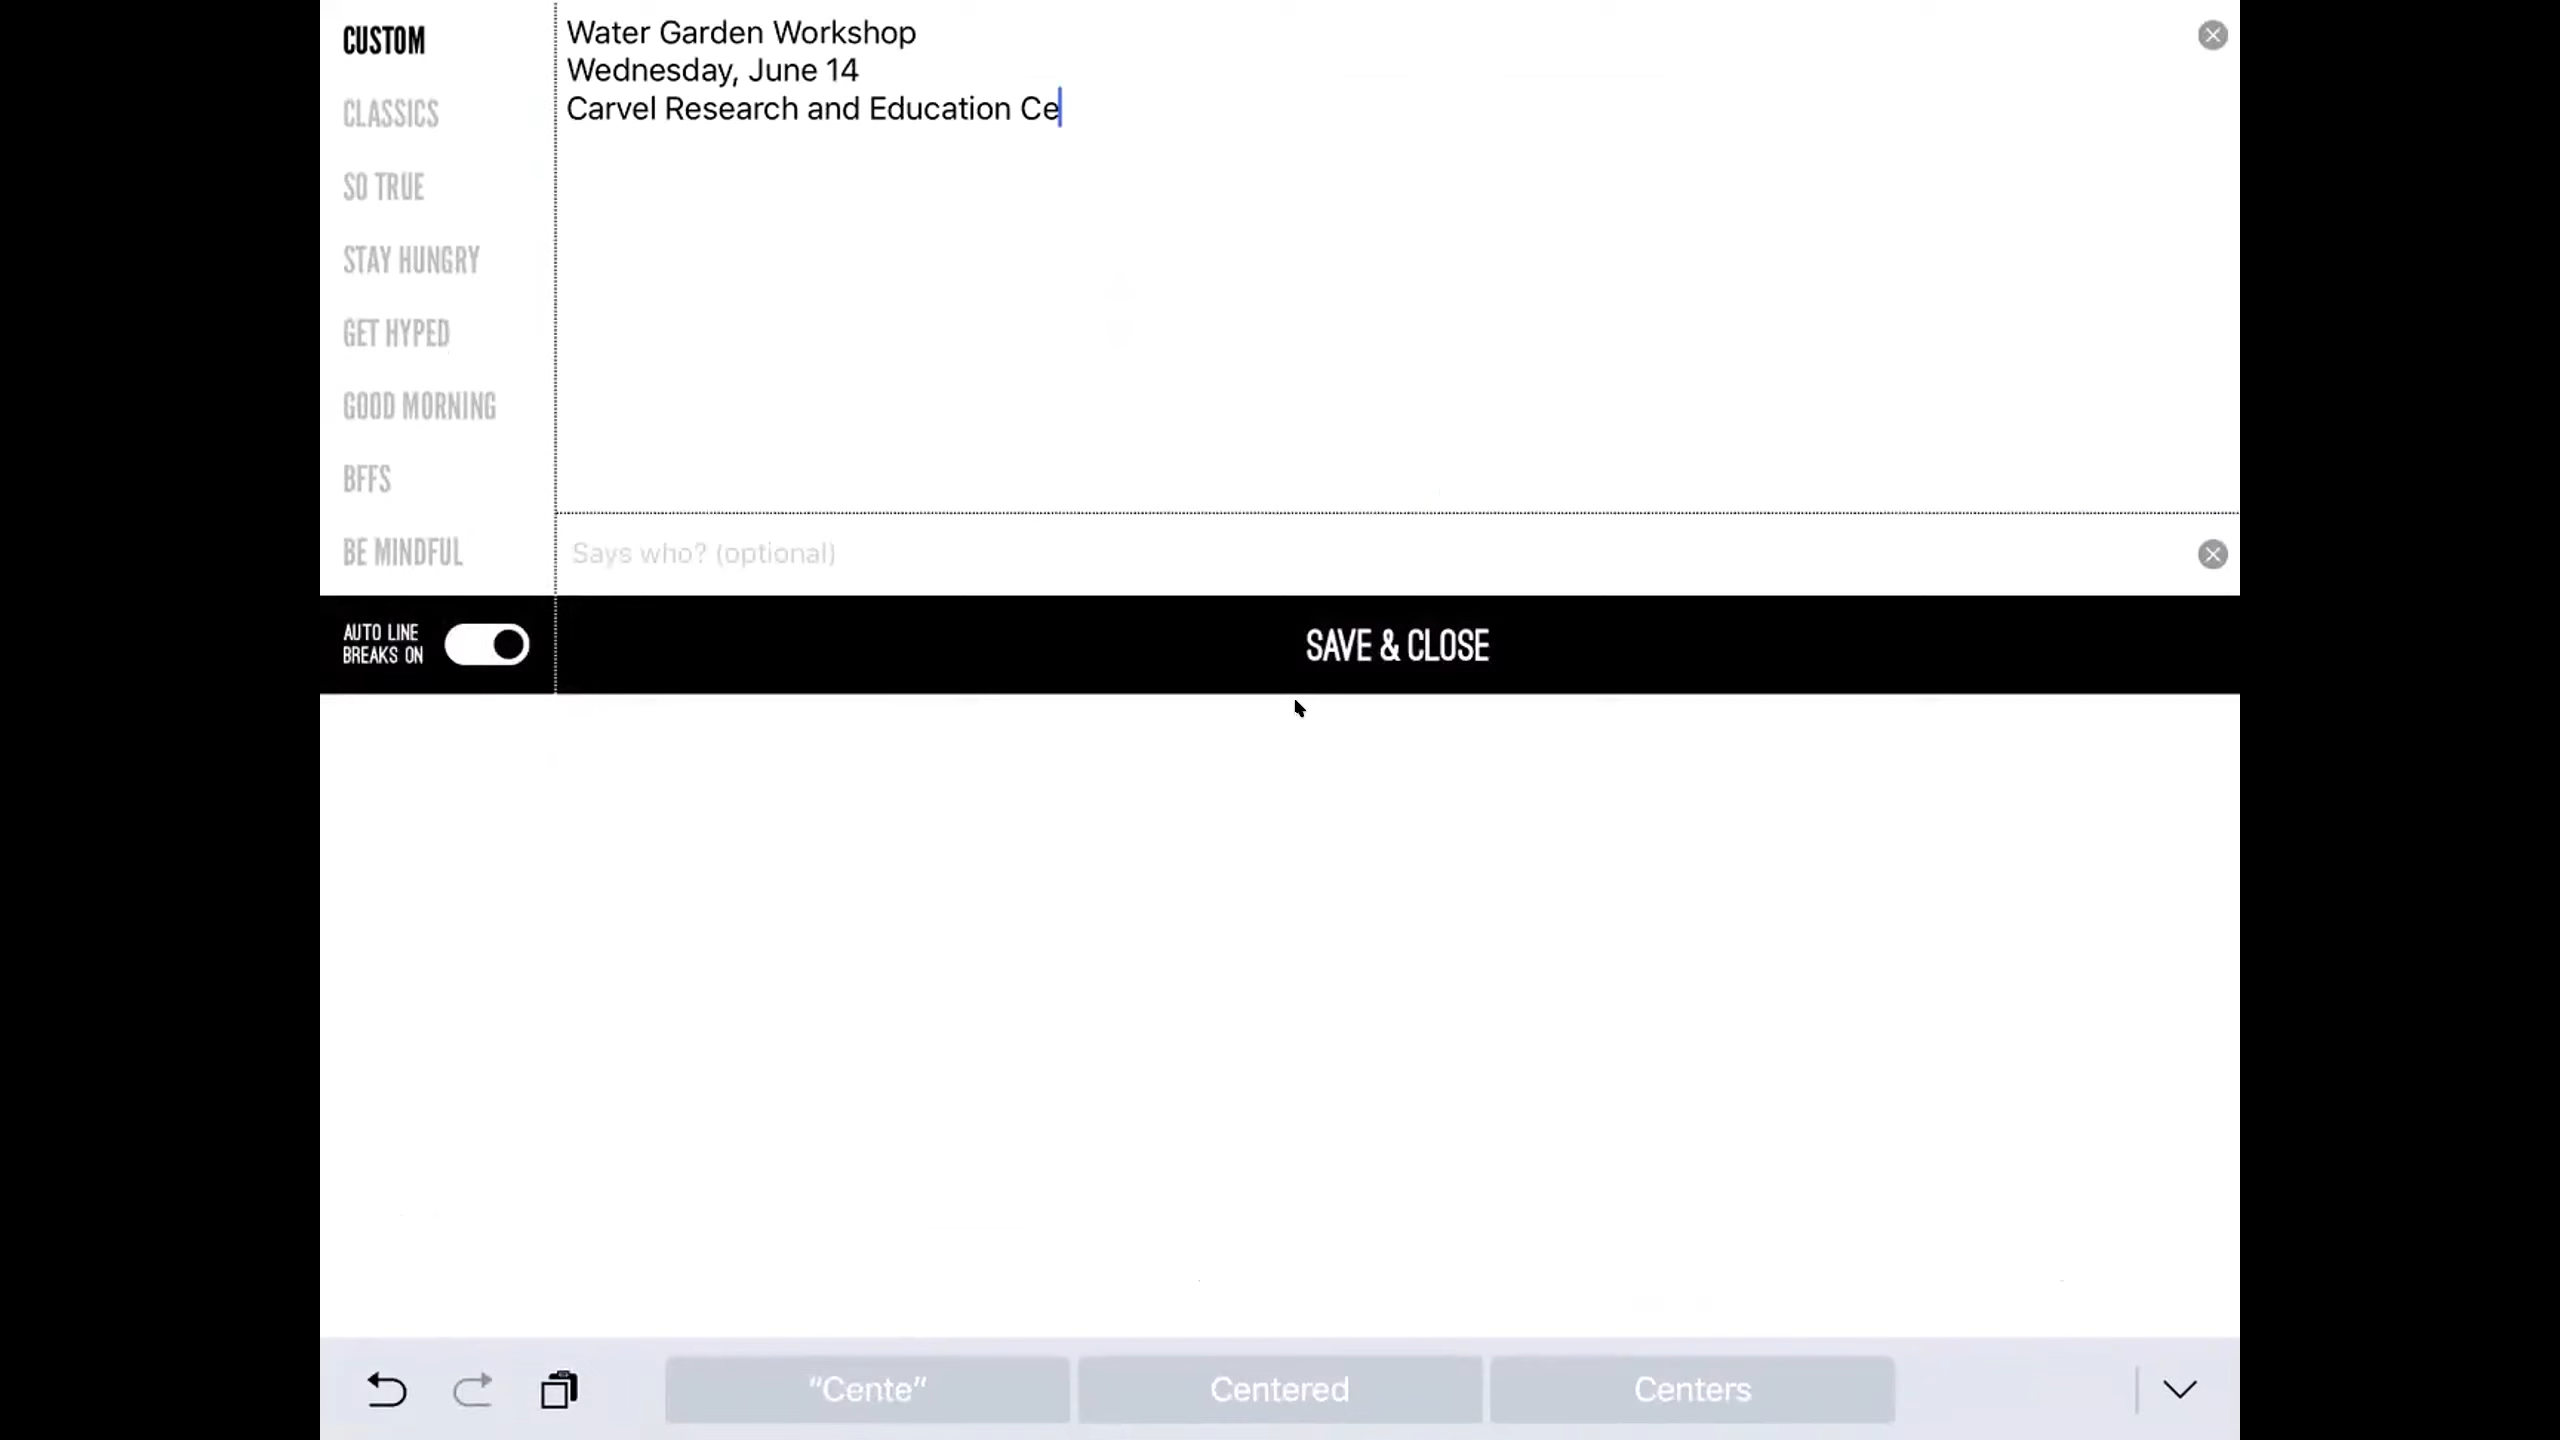 CUSTOM
CLASSICS
SO TRUE
STAY HUNGRY
GET HYPED
GOOD MORNING
BFFS
BE MINDFUL
Water Garden Workshop
Wednesday, June 14
Carvel Research and Education Ce
Says who? (optional)
AUTO LINE
BREAKS ON
SAVE & CLOSE
"Cente"
Centered
Centers